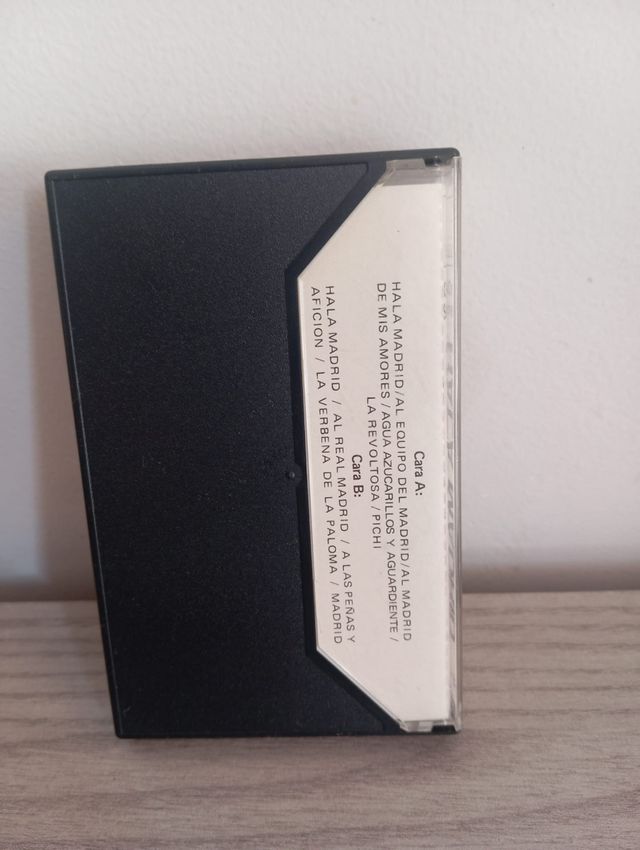 Cara A:
HALA MADRID/AL EQUIPO DEL MADRID/AL MADRID
DE MIS AMORES/AGUA AZUCARILLOS Y AGUARDIENTE/
LA REVOLTOSA/PICHI
Cara B:
HALA MADRID / AL REAL MADRID / A LAS PEÑAS Y
AFICION / LA VERBENA DE LA PALOMA / MADRID